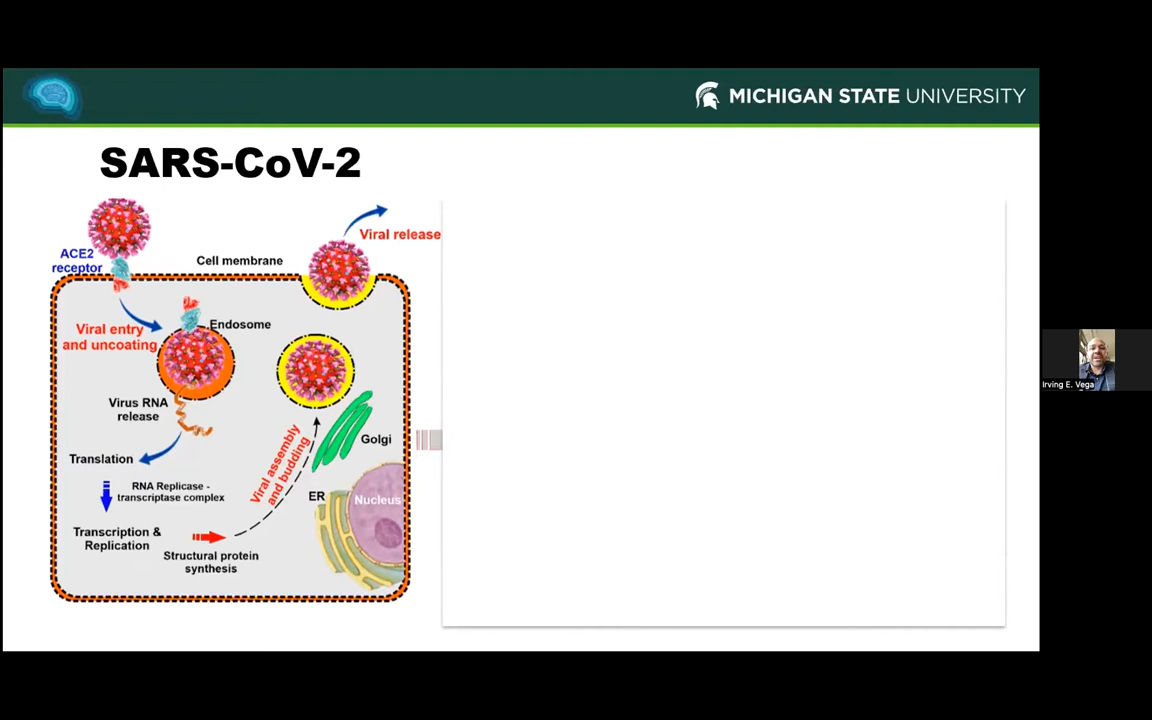 MICHIGAN STATE UNIVERSITY
SARS-CoV-2
Viral release
ACE2
receptor
Cell membrane
Viral entry
and uncoating
Endosome
Virus RNA
release
Golgi
Translation
Viral assembly
and budding
RNA Replicase -
transcriptase complex
ER
Nucleus
Transcription &
Replication
Structural protein
synthesis
Irving E. Vega